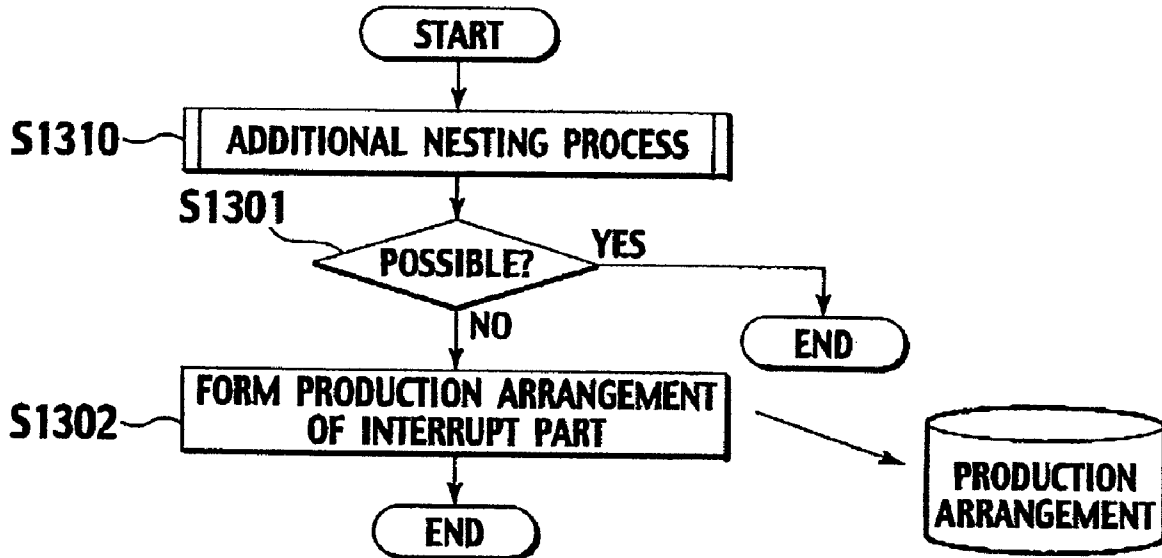 START
S1310
ADDITIONAL NESTING PROCESS
S1301
POSSIBLE?
YES
NO
END
S1302
FORM PRODUCTION ARRANGEMENT
OF INTERRUPT PART
END
PRODUCTION
ARRANGEMENT